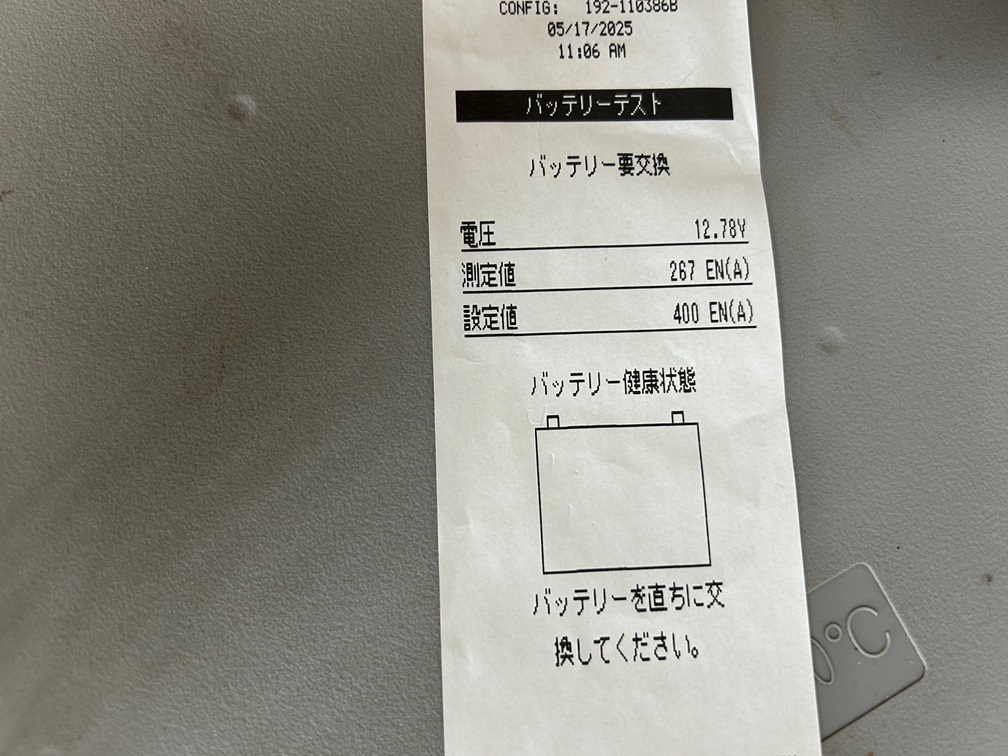 CONFIG: 192-110386B
05/17/2025
11:06 AM
バッテリーテスト
バッテリー要交換
電圧 12.78V
測定値 267 EN(A)
設定値 400 EN(A)
バッテリー健康状態
バッテリーを直ちに交
換してください。
0°C